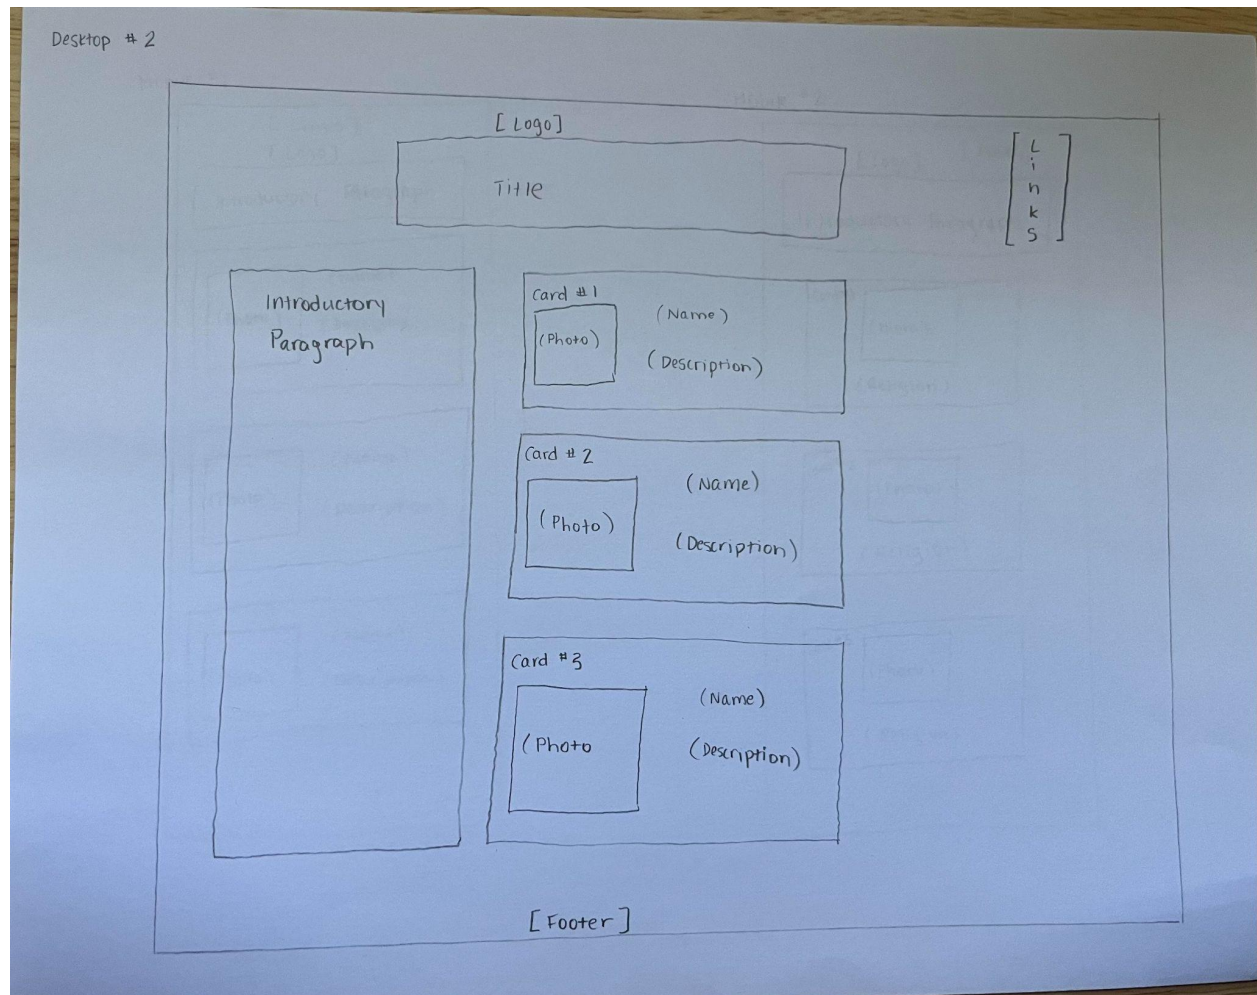 Desktop # 2
[Logo]
Title
[Links]
Introductory
Paragraph
Card #1
(Photo)
(Name)
(Description)
Card # 2
(Photo)
(Name)
(Description)
Card #3
(Photo
(Name)
(Description)
[Footer]